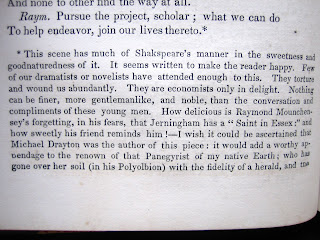 And none to other find the way at all.
Raym. Pursue the project, scholar ; what we can do
To help endeavor, join our lives thereto.*
* This scene has much of Shakspeare's manner in the sweetness and
goodnaturedness of it. It seems written to make the reader happy. Few
of our dramatists or novelists have attended enough to this. They torture
and wound us abundantly. They are economists only in delight. Nothing
can be finer, more gentlemanlike, and noble, than the conversation and
compliments of these young men. How delicious is Raymond Mounchen-
sey's forgetting, in his fears, that Jerningham has a "Saint in Essex;" and
how sweetly his friend reminds him !—I wish it could be ascertained that
Michael Drayton was the author of this piece : it would add a worthy ap-
pendage to the renown of that Panegyrist of my native Earth ; who has
gone over her soil (in his Polyolbion) with the fidelity of a herald, and the